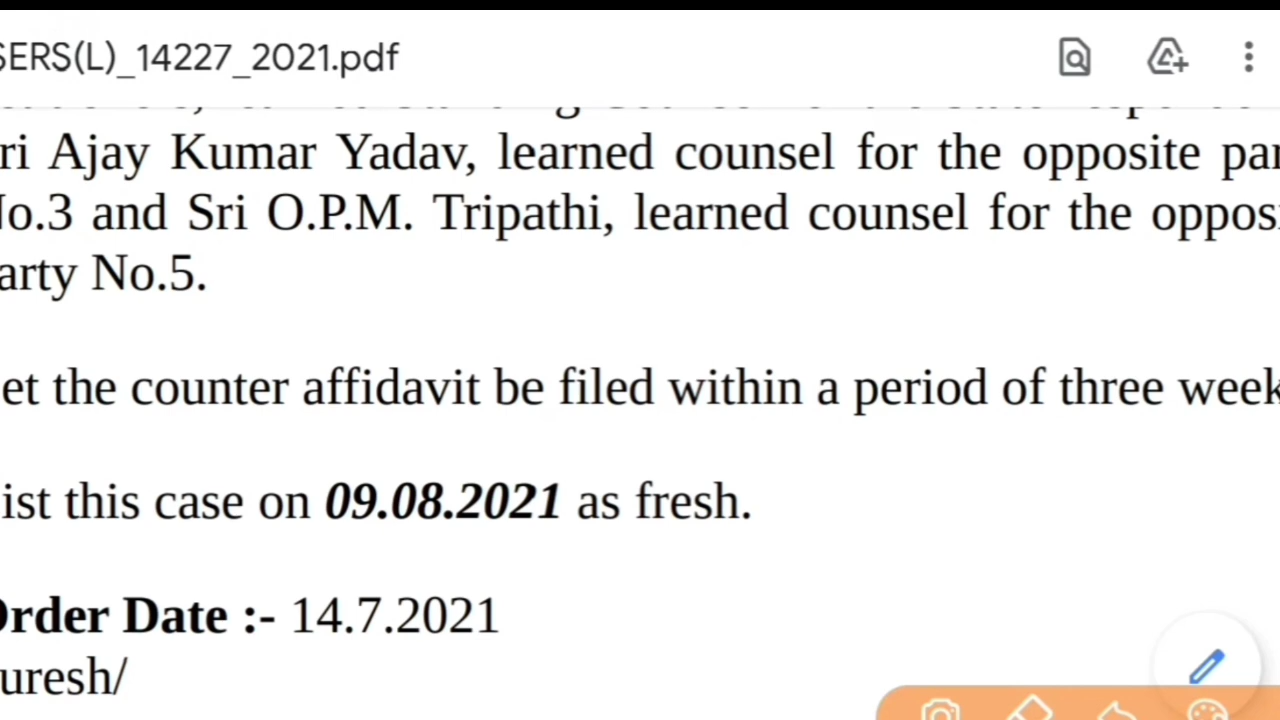 SERS(L)_14227_2021.pdf
ri Ajay Kumar Yadav, learned counsel for the opposite par
No.3 and Sri O.P.M. Tripathi, learned counsel for the opposi
arty No.5.
et the counter affidavit be filed within a period of three week
ist this case on 09.08.2021 as fresh.
Order Date :- 14.7.2021
uresh/